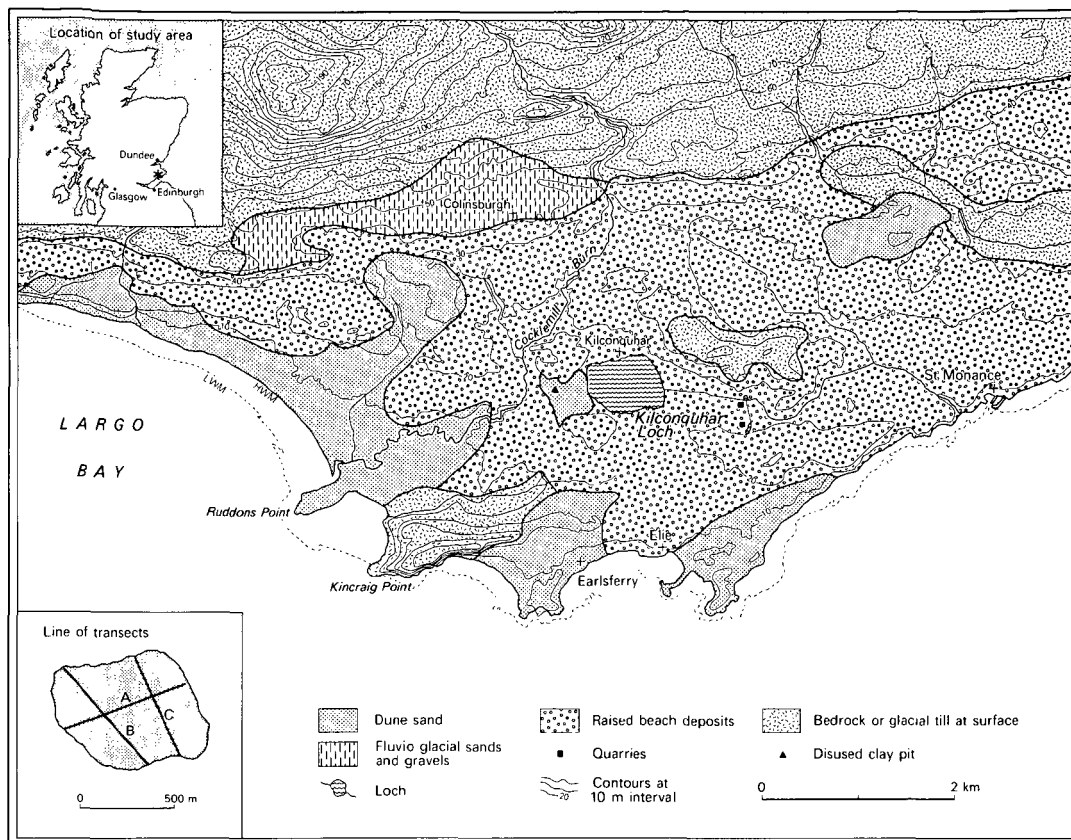 Location of study area
Dundee
Edinburgh
Glasgow
Colinsburgh
Cocklemill Burn
Kilconquhar
Kilconquhar
Loch
St Monance
LWM
HWM
LARGO
BAY
Ruddons Point
Kincraig Point
Elie
Earlsferry
Line of transects
A
B
C
0 500 m
Dune sand
Fluvio glacial sands
and gravels
Loch
Raised beach deposits
Quarries
Contours at
10 m interval
20
Bedrock or glacial till at surface
Disused clay pit
0 2 km